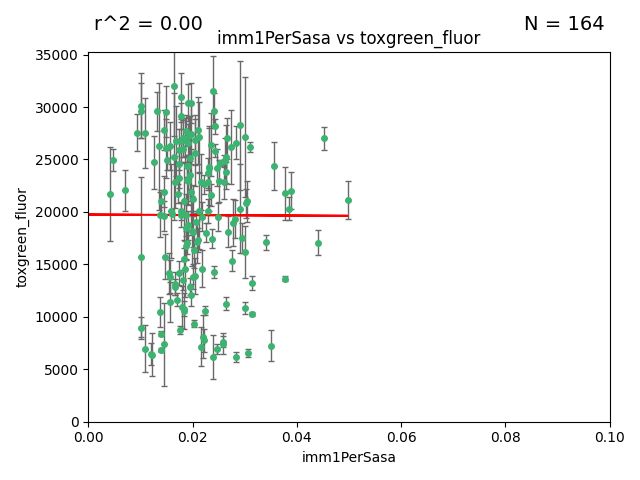 r^2 = 0.00
N = 164
imm1PerSasa vs toxgreen_fluor
35000
30000
25000
20000
15000
10000
5000
0
toxgreen_fluor
0.00
0.02
0.04
0.06
0.08
0.10
imm1PerSasa